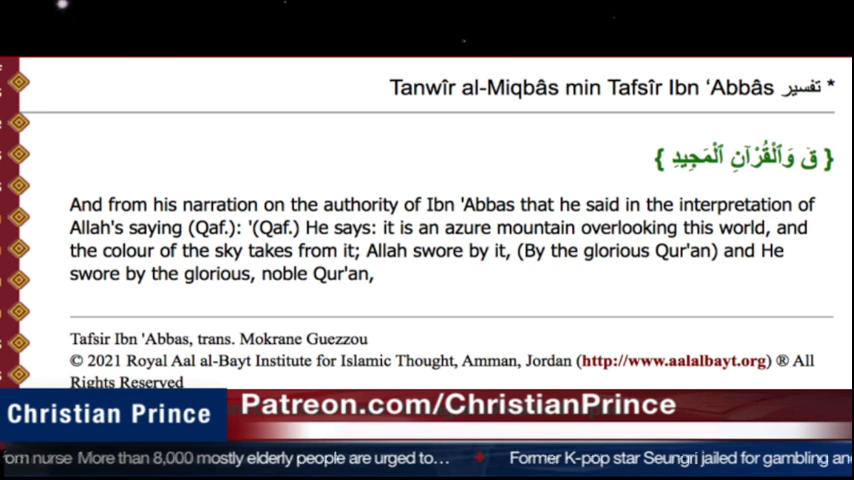 * تفسير Tanwîr al-Miqbâs min Tafsîr Ibn ‘Abbâs
{ قۤ وَٱلْقُرْآنِ ٱلْمَجِيدِ }
And from his narration on the authority of Ibn 'Abbas that he said in the interpretation of
Allah's saying (Qaf.): '(Qaf.) He says: it is an azure mountain overlooking this world, and
the colour of the sky takes from it; Allah swore by it, (By the glorious Qur'an) and He
swore by the glorious, noble Qur'an,
Tafsir Ibn 'Abbas, trans. Mokrane Guezzou
© 2021 Royal Aal al-Bayt Institute for Islamic Thought, Amman, Jordan (http://www.aalalbayt.org) ® All
Rights Reserved
Christian Prince
Patreon.com/ChristianPrince
nurse More than 8,000 mostly elderly people are urged to… Former K-pop star Seungri jailed for gambling